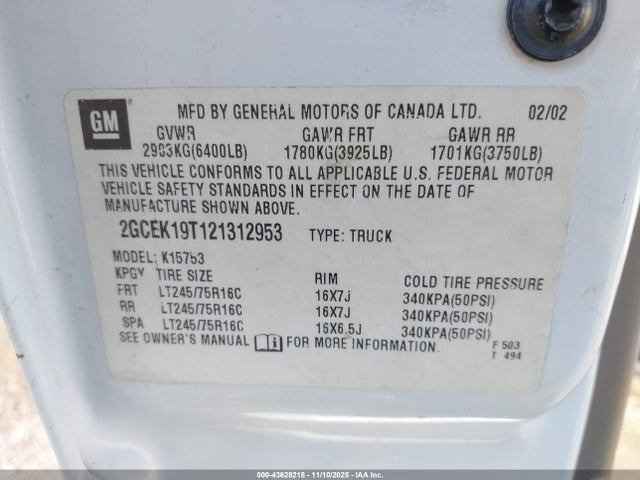 GM
MFD BY GENERAL MOTORS OF CANADA LTD. 02/02
GVWR GAWR FRT GAWR RR
2903KG(6400LB) 1780KG(3925LB) 1701KG(3750LB)
THIS VEHICLE CONFORMS TO ALL APPLICABLE U.S. FEDERAL MOTOR
VEHICLE SAFETY STANDARDS IN EFFECT ON THE DATE OF
MANUFACTURE SHOWN ABOVE.
2GCEK19T121312953 TYPE: TRUCK
MODEL: K15753
KPGV TIRE SIZE RIM COLD TIRE PRESSURE
FRT LT245/75R16C 16X7J 340KPA(50PSI)
RR LT245/75R16C 16X7J 340KPA(50PSI)
SPA LT245/75R16C 16X6.5J 340KPA(50PSI)
SEE OWNER'S MANUAL FOR MORE INFORMATION.
F 503
T 494
000-43628218 - 11/10/2025 - IAA Inc.